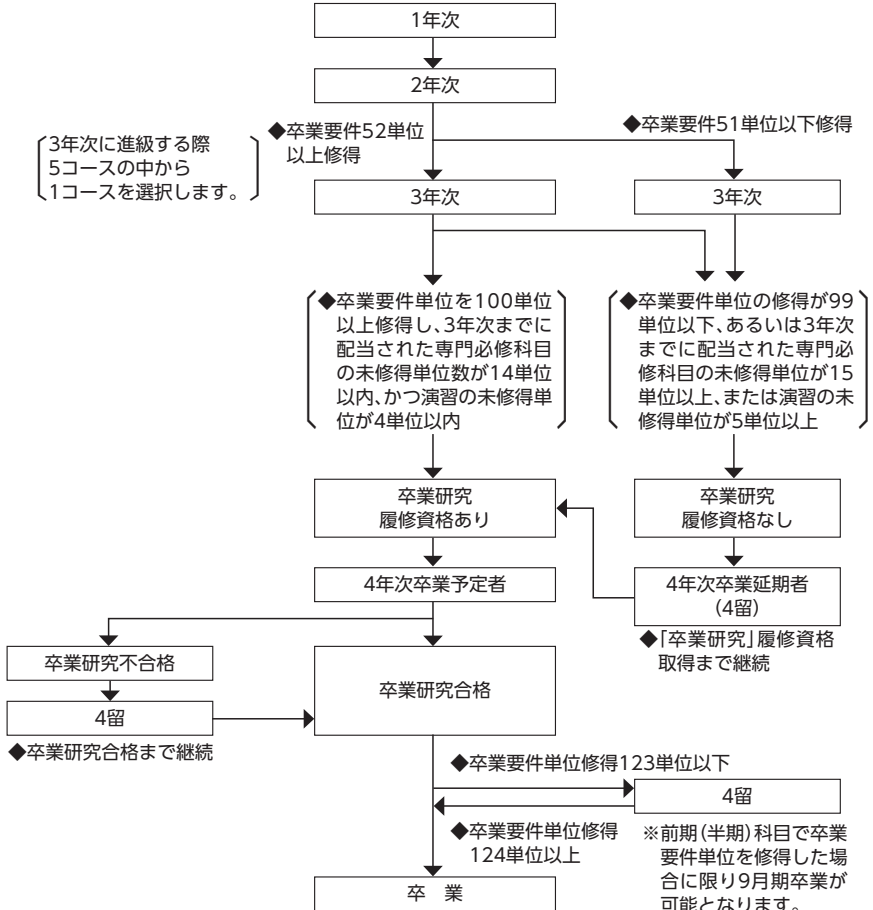 1年次
2年次
3年次に進級する際
5コースの中から
1コースを選択します。
◆卒業要件52単位
以上修得
◆卒業要件51単位以下修得
3年次
3年次
◆卒業要件単位を100単位
以上修得し、3年次までに
配当された専門必修科目
の未修得単位数が14単位
以内、かつ演習の未修得単
位が4単位以内
◆卒業要件単位の修得が99
単位以下、あるいは3年次
までに配当された専門必
修科目の未修得単位が15
単位以上、または演習の未
修得単位が5単位以上
卒業研究
履修資格あり
卒業研究
履修資格なし
4年次卒業予定者
4年次卒業延期者
(4留)
◆「卒業研究」履修資格
取得まで継続
卒業研究不合格
卒業研究合格
4留
◆卒業研究合格まで継続
◆卒業要件単位修得123単位以下
4留
◆卒業要件単位修得
124単位以上
※前期(半期)科目で卒業
要件単位を修得した場
合に限り9月期卒業が
可能となります。
卒 業